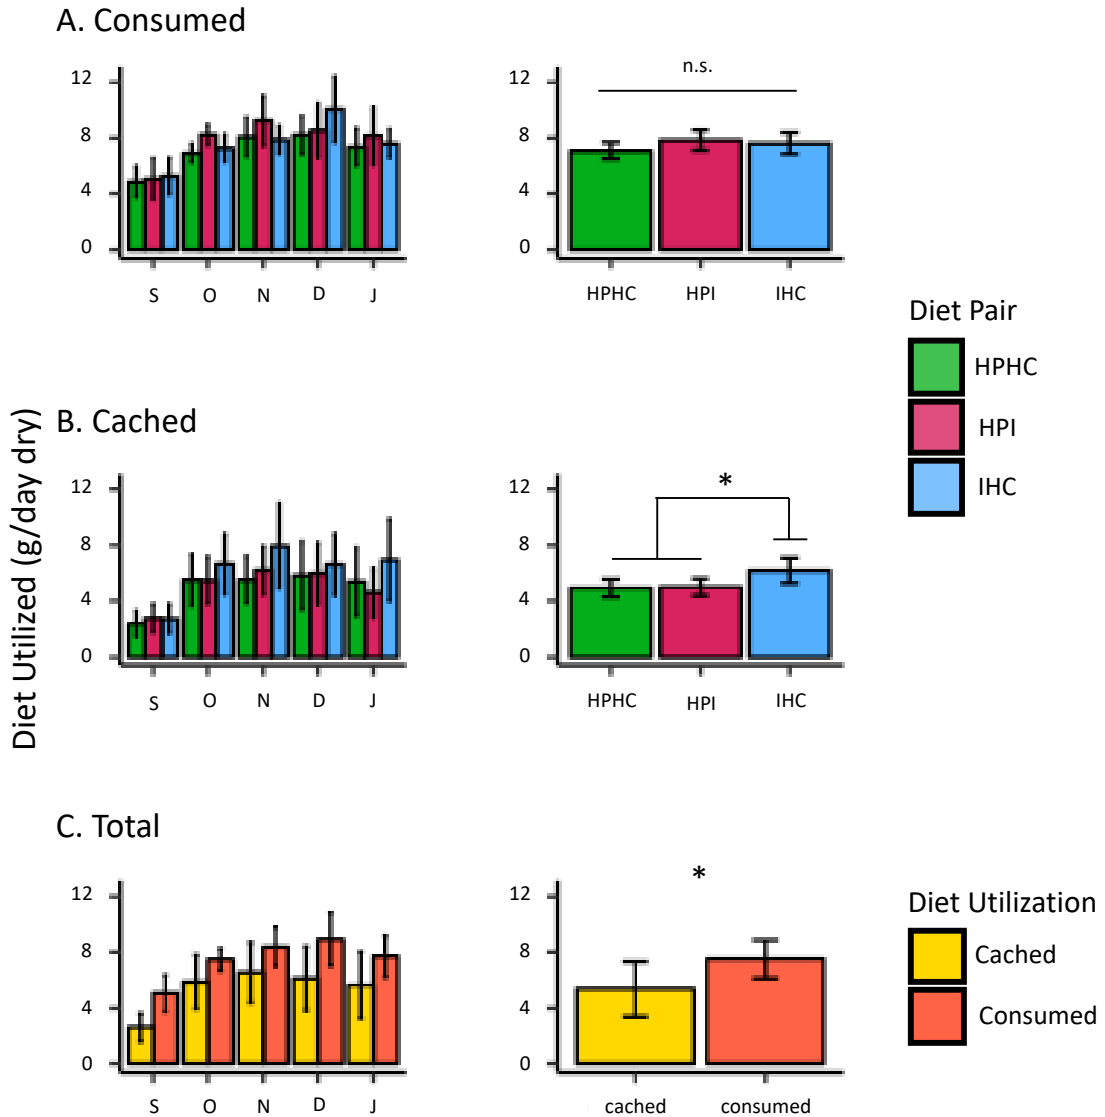 A. Consumed
12
8
4
0
S O N D J
n.s.
12
8
4
0
HPHC HPI IHC
Diet Pair
HPHC
HPI
IHC
Diet Utilized (g/day dry)
B. Cached
12
8
4
0
S O N D J
*
12
8
4
0
HPHC HPI IHC
C. Total
12
8
4
0
S O N D J
*
12
8
4
0
cached consumed
Diet Utilization
Cached
Consumed